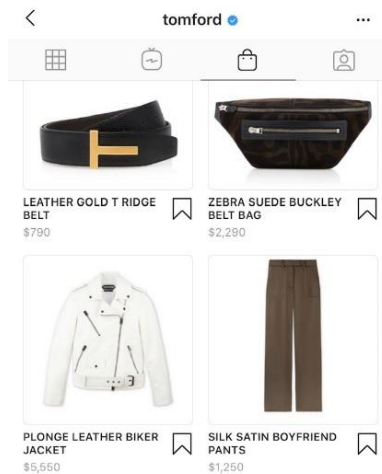 tomford
LEATHER GOLD T RIDGE
BELT
$790
ZEBRA SUEDE BUCKLEY
BELT BAG
$2,290
PLONGE LEATHER BIKER
JACKET
$5,550
SILK SATIN BOYFRIEND
PANTS
$1,250